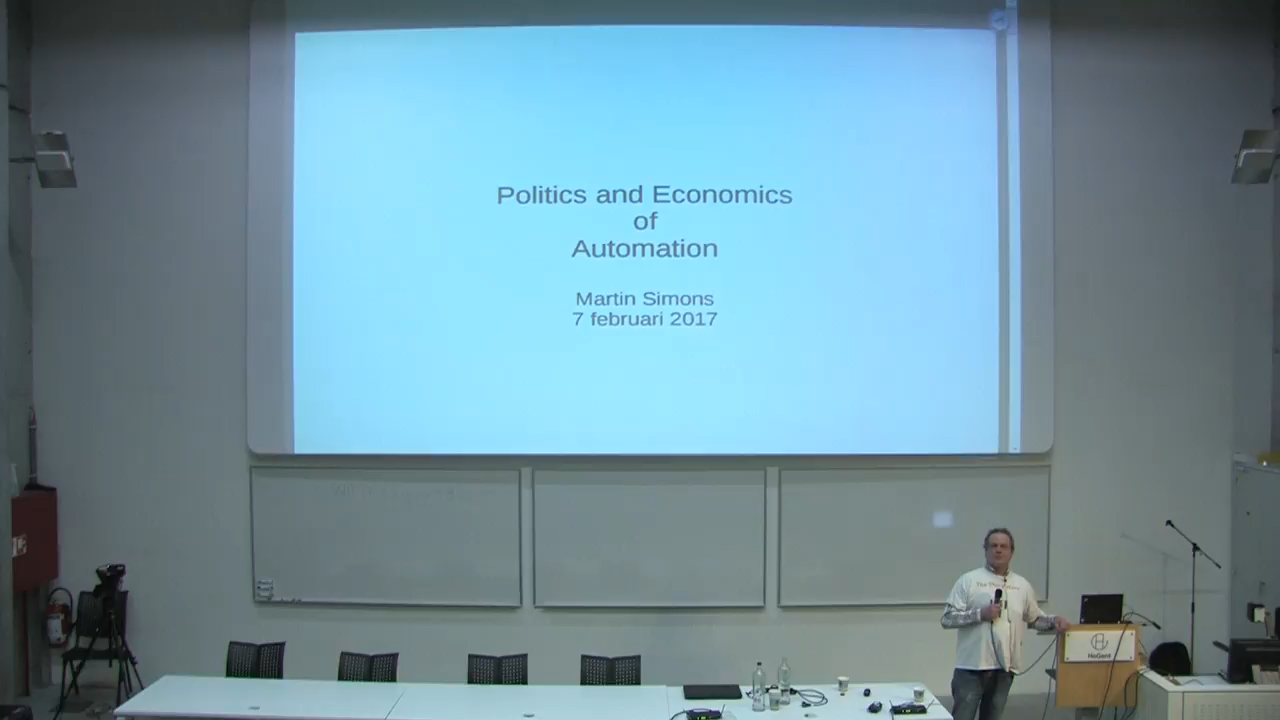 Politics and Economics
of
Automation
Martin Simons
7 februari 2017
HoGent